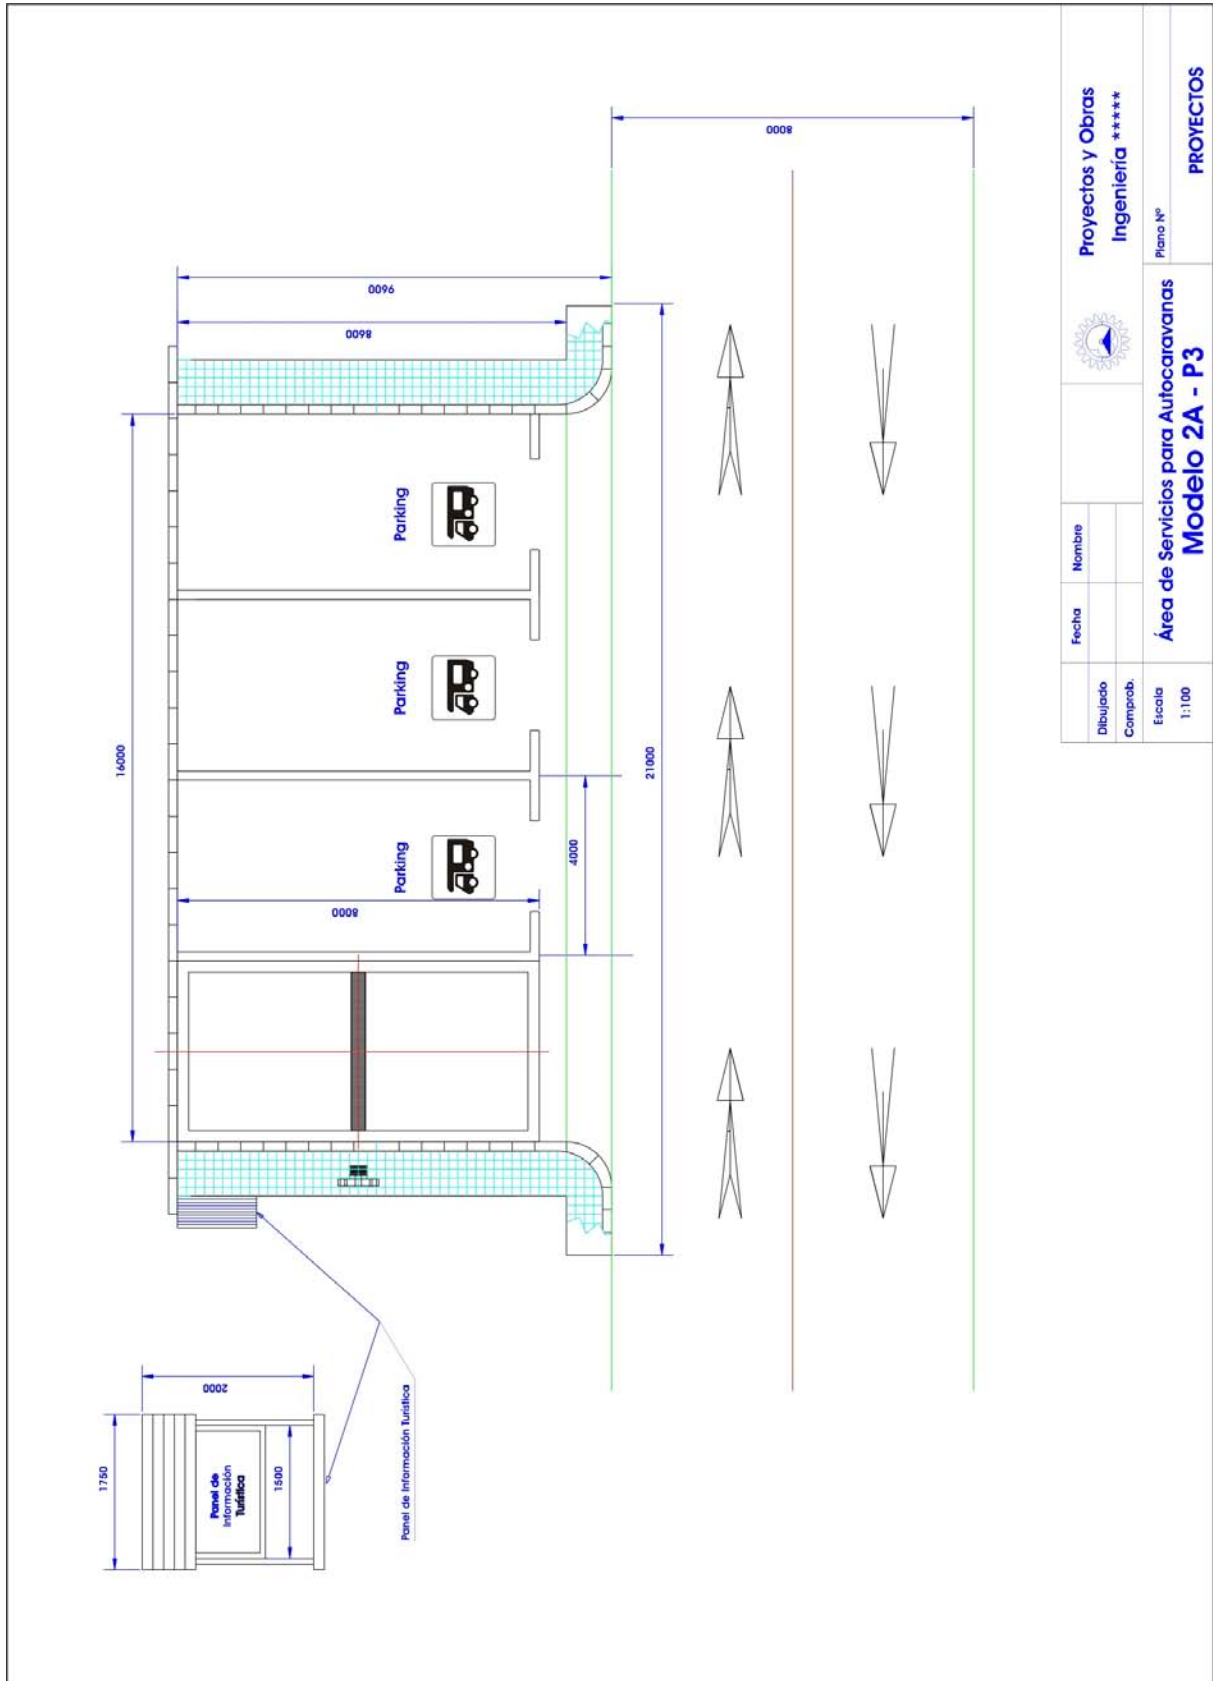 1750
2000
Panel de
Información
Turística
1500
Panel de Información Turística
16000
8000
4000
Parking
Parking
Parking
8600
9600
21000
8000
Fecha
Nombre
Dibujado
Comprob.
Proyectos y Obras
Ingeniería *****
Escala
1:100
Área de Servicios para Autocaravanas
Modelo 2A - P3
Plano Nº
PROYECTOS